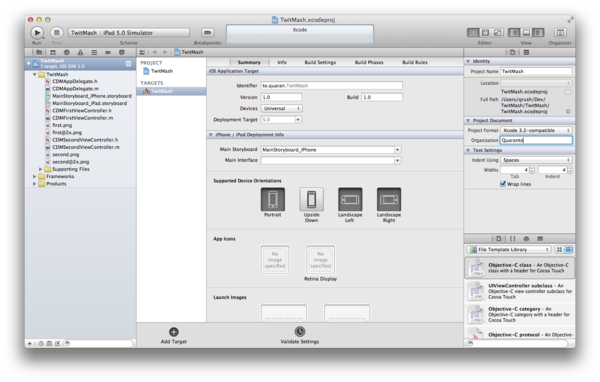 TwitMash.xcodeproj
Run
Stop
TwitMash
iPad 5.0 Simulator
Scheme
Breakpoints
Xcode
Editor
View
Organizer
TwitMash
TwitMash
1 target, iOS SDK 5.0
M
TwitMash
CDMAppDelegate.h
CDMAppDelegate.m
MainStoryboard_iPhone.storyboard
MainStoryboard_iPad.storyboard
CDMFirstViewController.h
CDMFirstViewController.m
first.png
first@2x.png
CDMSecondViewController.h
CDMSecondViewController.m
second.png
second@2x.png
Supporting Files
Frameworks
Products
PROJECT
TwitMash
TARGETS
TwitMash
Summary
Info
Build Settings
Build Phases
Build Rules
iOS Application Target
Identifier to.quaran.TwitMash
Version 1.0
Build 1.0
Devices Universal
Deployment Target 5.0
iPhone / iPod Deployment Info
Main Storyboard MainStoryboard_iPhone
Main Interface
Supported Device Orientations
Portrait
Upside Down
Landscape Left
Landscape Right
App Icons
No image specified
No image specified
Retina Display
Launch Images
Add Target
Validate Settings
Identity
Project Name TwitMash
Location
TwitMash.xcodeproj
Full Path
TwitMash/TwitMash/
TwitMash.xcodeproj
Project Document
Project Format Xcode 3.2-compatible
Organization Quaranto
Text Settings
Indent Using Spaces
Widths 4 4
Tab Indent
Wrap lines
File Template Library
Objective-C class - An Objective-C
class with a header for Cocoa Touch
UIViewController subclass - An
Objective-C view controller subclass for
Cocoa Touch
Objective-C category - An
Objective-C category with a header for
Cocoa Touch
Objective-C protocol - An Objective-